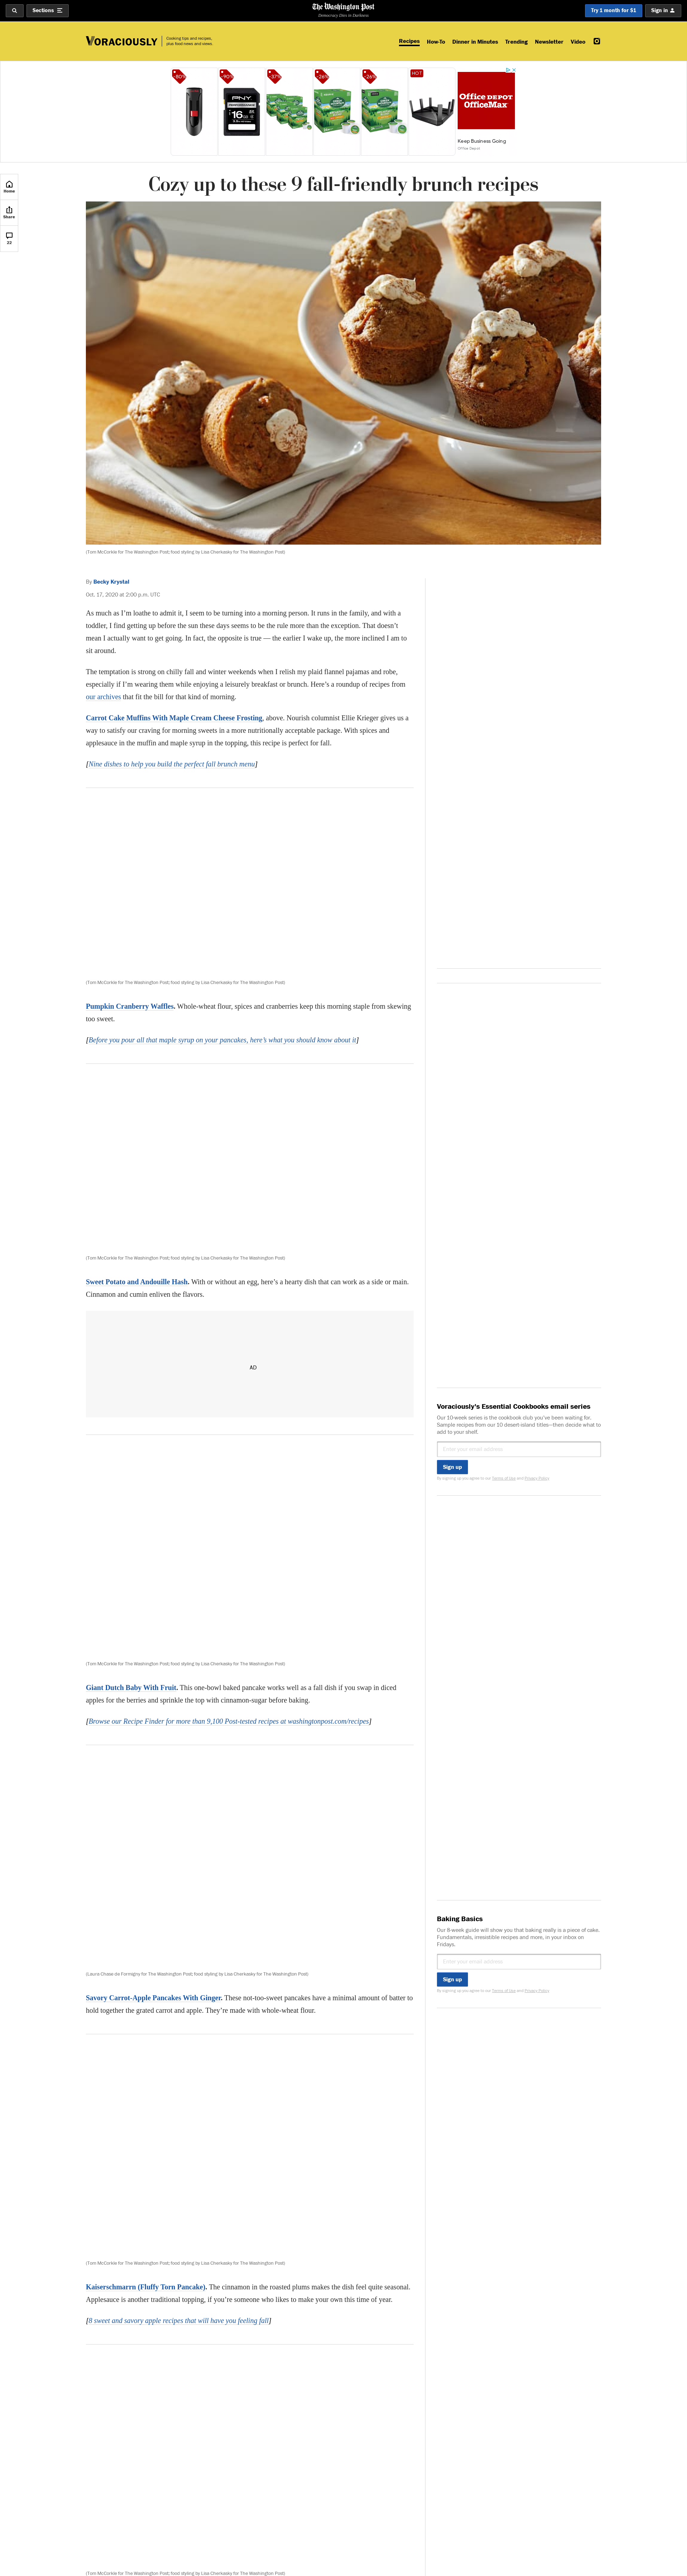 Sections
The Washington Post
Democracy Dies in Darkness
Try 1 month for $1
Sign in
VORACIOUSLY
Cooking tips and recipes,
plus food news and views.
Recipes
How-To
Dinner in Minutes
Trending
Newsletter
Video
-80%
-90%
-37%
-26%
-26%
HOT
PNY
16
Office DEPOT
OfficeMax
Keep Business Going
Office Depot
Home
Share
22
Cozy up to these 9 fall-friendly brunch recipes
(Tom McCorkle for The Washington Post; food styling by Lisa Cherkasky for The Washington Post)
By Becky Krystal
Oct. 17, 2020 at 2:00 p.m. UTC
As much as I’m loathe to admit it, I seem to be turning into a morning person. It runs in the family, and with a
toddler, I find getting up before the sun these days seems to be the rule more than the exception. That doesn’t
mean I actually want to get going. In fact, the opposite is true — the earlier I wake up, the more inclined I am to
sit around.
The temptation is strong on chilly fall and winter weekends when I relish my plaid flannel pajamas and robe,
especially if I’m wearing them while enjoying a leisurely breakfast or brunch. Here’s a roundup of recipes from
our archives that fit the bill for that kind of morning.
Carrot Cake Muffins With Maple Cream Cheese Frosting, above. Nourish columnist Ellie Krieger gives us a
way to satisfy our craving for morning sweets in a more nutritionally acceptable package. With spices and
applesauce in the muffin and maple syrup in the topping, this recipe is perfect for fall.
[Nine dishes to help you build the perfect fall brunch menu]
(Tom McCorkle for The Washington Post; food styling by Lisa Cherkasky for The Washington Post)
Pumpkin Cranberry Waffles. Whole-wheat flour, spices and cranberries keep this morning staple from skewing
too sweet.
[Before you pour all that maple syrup on your pancakes, here’s what you should know about it]
(Tom McCorkle for The Washington Post; food styling by Lisa Cherkasky for The Washington Post)
Sweet Potato and Andouille Hash. With or without an egg, here’s a hearty dish that can work as a side or main.
Cinnamon and cumin enliven the flavors.
AD
Voraciously's Essential Cookbooks email series
Our 10-week series is the cookbook club you've been waiting for.
Sample recipes from our 10 desert-island titles—then decide what to
add to your shelf.
Enter your email address
Sign up
By signing up you agree to our Terms of Use and Privacy Policy
(Tom McCorkle for The Washington Post; food styling by Lisa Cherkasky for The Washington Post)
Giant Dutch Baby With Fruit. This one-bowl baked pancake works well as a fall dish if you swap in diced
apples for the berries and sprinkle the top with cinnamon-sugar before baking.
[Browse our Recipe Finder for more than 9,100 Post-tested recipes at washingtonpost.com/recipes]
Baking Basics
Our 8-week guide will show you that baking really is a piece of cake.
Fundamentals, irresistible recipes and more, in your inbox on
Fridays.
Enter your email address
Sign up
By signing up you agree to our Terms of Use and Privacy Policy
(Laura Chase de Formigny for The Washington Post; food styling by Lisa Cherkasky for The Washington Post)
Savory Carrot-Apple Pancakes With Ginger. These not-too-sweet pancakes have a minimal amount of batter to
hold together the grated carrot and apple. They’re made with whole-wheat flour.
(Tom McCorkle for The Washington Post; food styling by Lisa Cherkasky for The Washington Post)
Kaiserschmarrn (Fluffy Torn Pancake). The cinnamon in the roasted plums makes the dish feel quite seasonal.
Applesauce is another traditional topping, if you’re someone who likes to make your own this time of year.
[8 sweet and savory apple recipes that will have you feeling fall]
(Tom McCorkle for The Washington Post; food styling by Lisa Cherkasky for The Washington Post)